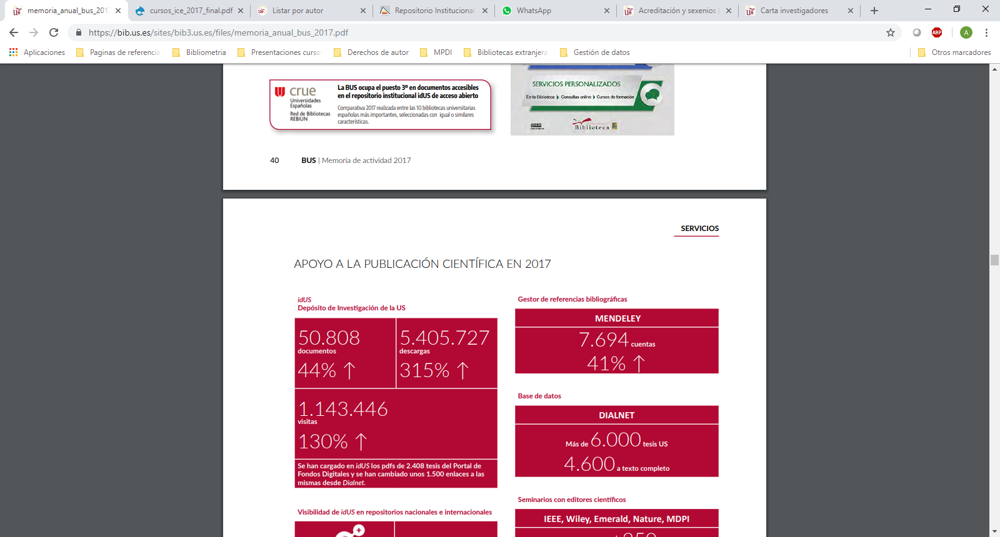 memoria_anual_bus_201
cursos_ice_2017_final.pdf
Listar por autor
Repositorio Institucional
WhatsApp
Acreditación y sexenios |
Carta investigadores
https://bib.us.es/sites/bib3.us.es/files/memoria_anual_bus_2017.pdf
ABP
A
Aplicaciones
Paginas de referencia
Bibliometria
Presentaciones curso
Derechos de autor
MPDI
Bibliotecas extranjera
Gestión de datos
Otros marcadores
crue
Universidades
Españolas
Red de Bibliotecas
REBIUN
La BUS ocupa el puesto 3º en documentos accesibles
en el repositorio institucional idUS de acceso abierto
Comparativa 2017 realizada entre las 10 bibliotecas universitarias
españolas más importantes, seleccionadas con igual o similares
características.
SERVICIOS PERSONALIZADOS
En tu Biblioteca
Consultas online
Cursos de formación
Biblioteca
40 BUS | Memoria de actividad 2017
SERVICIOS
APOYO A LA PUBLICACIÓN CIENTÍFICA EN 2017
idUS
Depósito de Investigación de la US
50.808
documentos
44% ↑
5.405.727
descargas
315% ↑
1.143.446
visitas
130% ↑
Se han cargado en idUS los pdfs de 2.408 tesis del Portal de
Fondos Digitales y se han cambiado unos 1.500 enlaces a las
mismas desde Dialnet.
Visibilidad de idUS en repositorios nacionales e internacionales
Gestor de referencias bibliográficas
MENDELEY
7.694 cuentas
41% ↑
Base de datos
DIALNET
Más de 6.000 tesis US
4.600 a texto completo
Seminarios con editores científicos
IEEE, Wiley, Emerald, Nature, MDPI